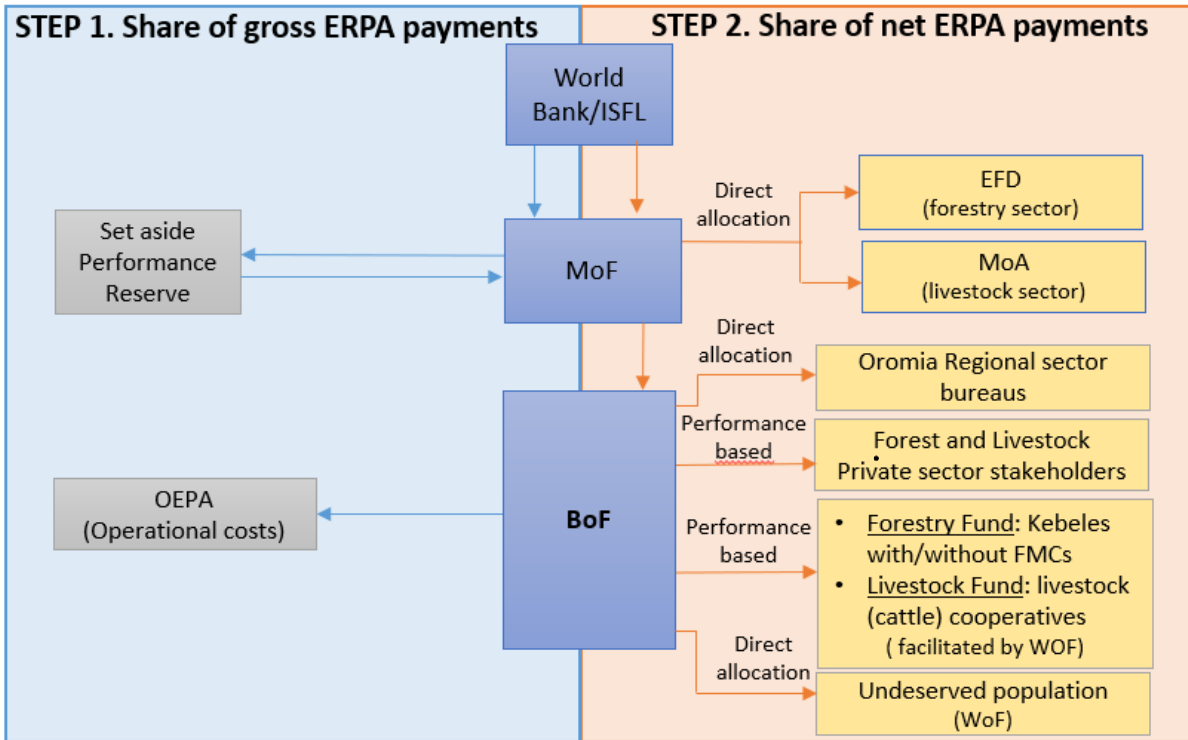 STEP 1. Share of gross ERPA payments
STEP 2. Share of net ERPA payments
World
Bank/ISFL
Direct
allocation
EFD
(forestry sector)
Set aside
Performance
Reserve
MoF
MoA
(livestock sector)
Direct
allocation
Oromia Regional sector
bureaus
Performance
based
Forest and Livestock
Private sector stakeholders
OEPA
(Operational costs)
BoF
Performance
based
• Forestry Fund: Kebeles
with/without FMCs
• Livestock Fund: livestock
(cattle) cooperatives
( facilitated by WOF)
Direct
allocation
Undeserved population
(WoF)